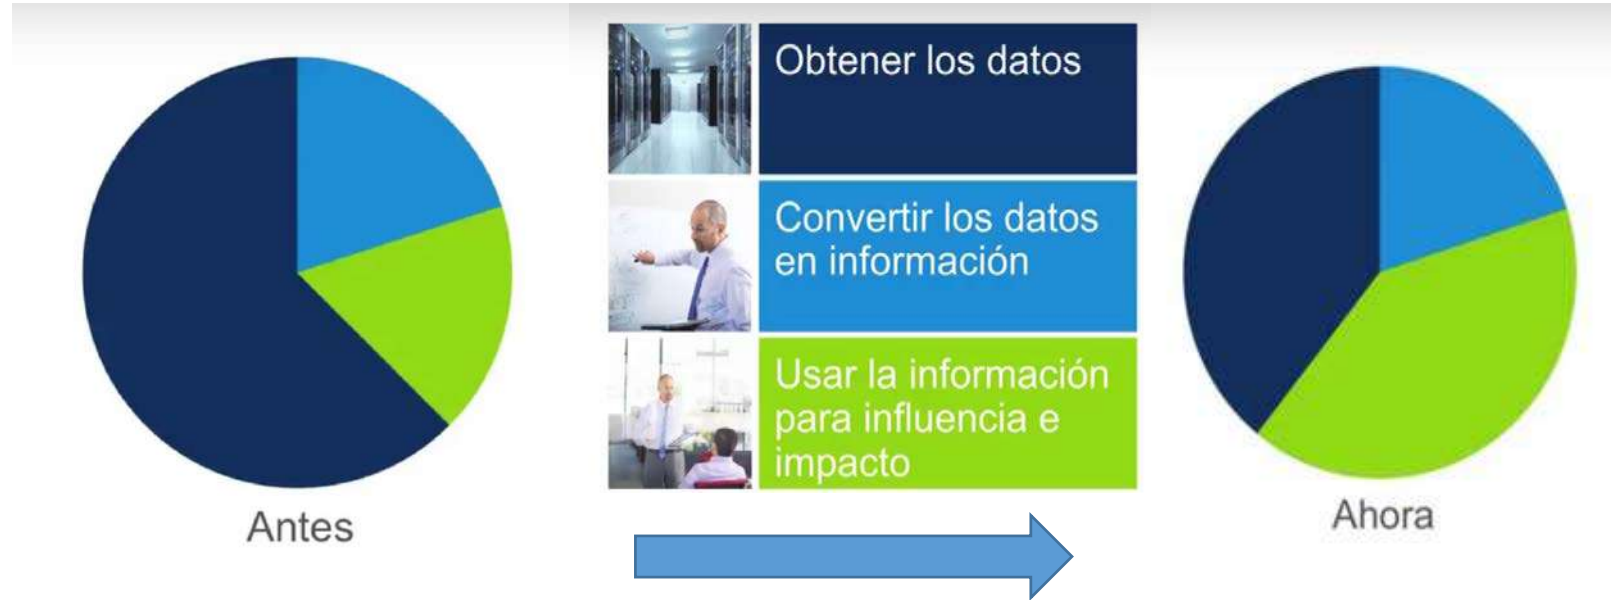 Obtener los datos
Convertir los datos
en información
Usar la información
para influencia e
impacto
Antes
Ahora